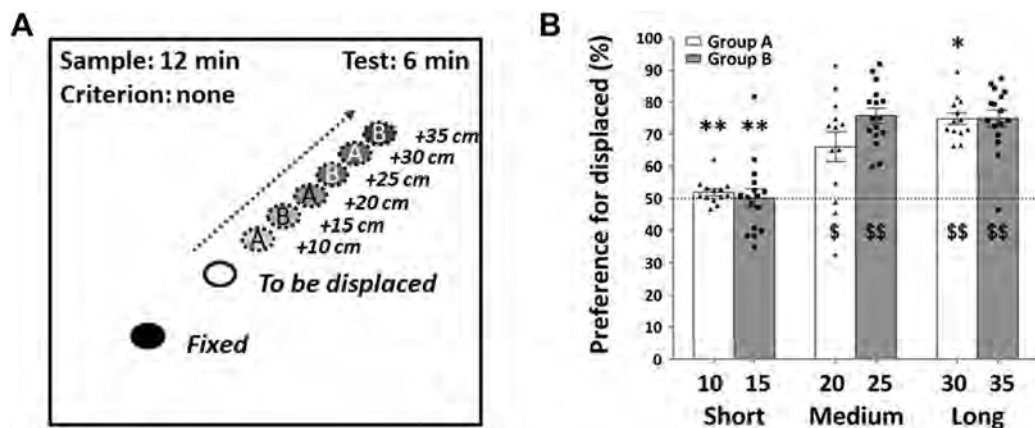 A
Sample: 12 min Test: 6 min
Criterion: none
B +35 cm
A +30 cm
B +25 cm
A +20 cm
B +15 cm
A +10 cm
To be displaced
Fixed
B
Preference for displaced (%)
100
90
80
70
60
50
40
30
20
10
0
Group A
Group B
** ** *
$ $$ $$ $$
10 15 20 25 30 35
Short Medium Long